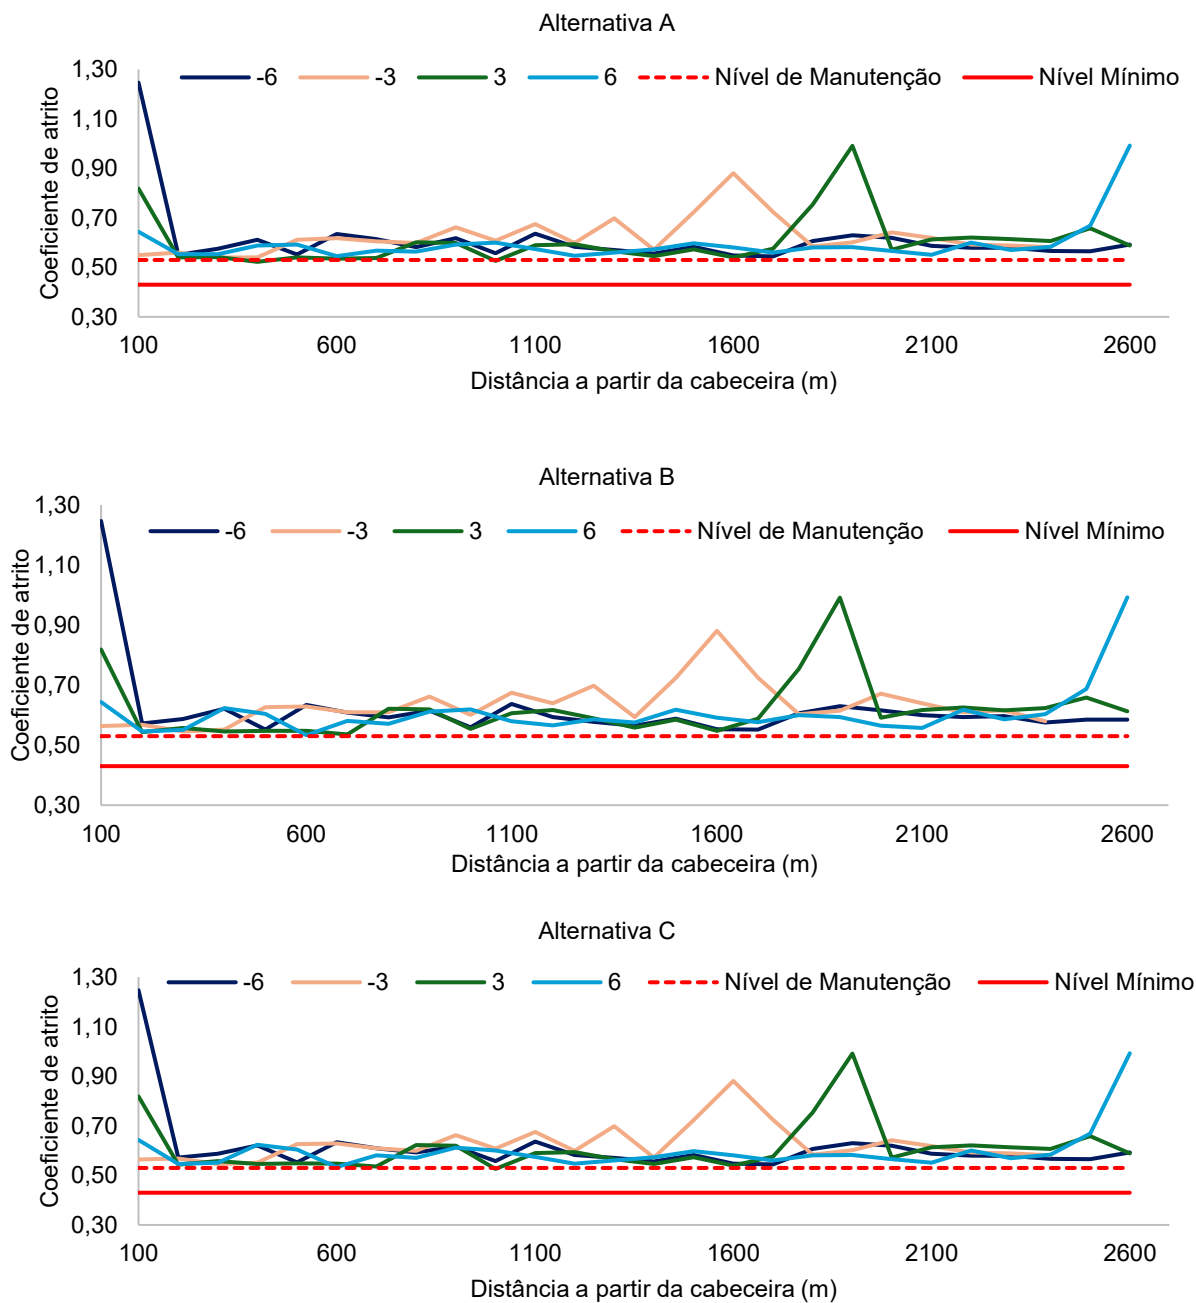 Alternativa A
-6 -3 3 6 Nível de Manutenção Nível Mínimo
1,30
1,10
0,90
0,70
0,50
0,30
Coeficiente de atrito
100 600 1100 1600 2100 2600
Distância a partir da cabeceira (m)
Alternativa B
-6 -3 3 6 Nível de Manutenção Nível Mínimo
1,30
1,10
0,90
0,70
0,50
0,30
Coeficiente de atrito
100 600 1100 1600 2100 2600
Distância a partir da cabeceira (m)
Alternativa C
-6 -3 3 6 Nível de Manutenção Nível Mínimo
1,30
1,10
0,90
0,70
0,50
0,30
Coeficiente de atrito
100 600 1100 1600 2100 2600
Distância a partir da cabeceira (m)